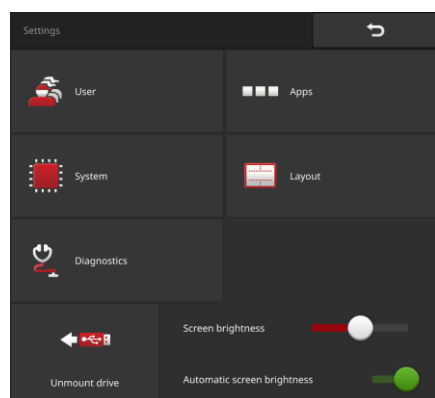 Settings
User
Apps
System
Layout
Diagnostics
Screen brightness
Unmount drive
Automatic screen brightness